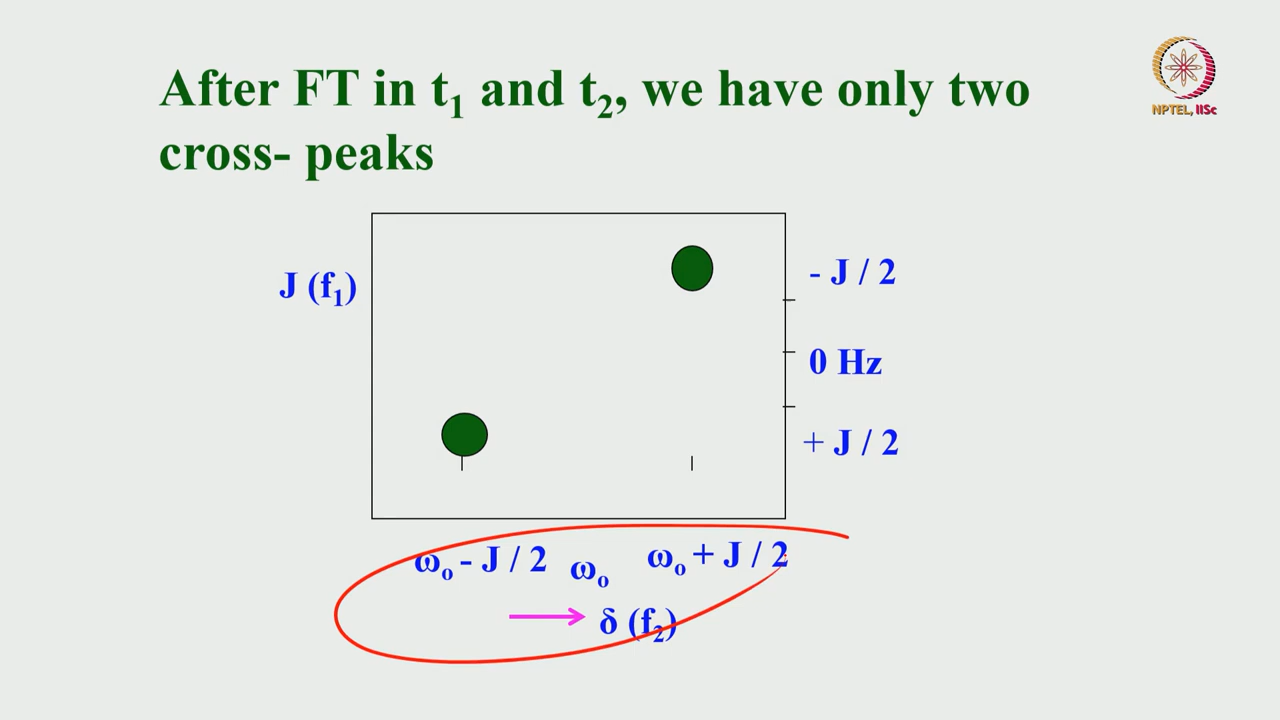 After FT in t₁ and t₂, we have only two
cross- peaks
NPTEL, IISc
J (f₁)
- J / 2
0 Hz
+ J / 2
ωₒ - J / 2 ωₒ ωₒ + J / 2
→ δ (f₂)